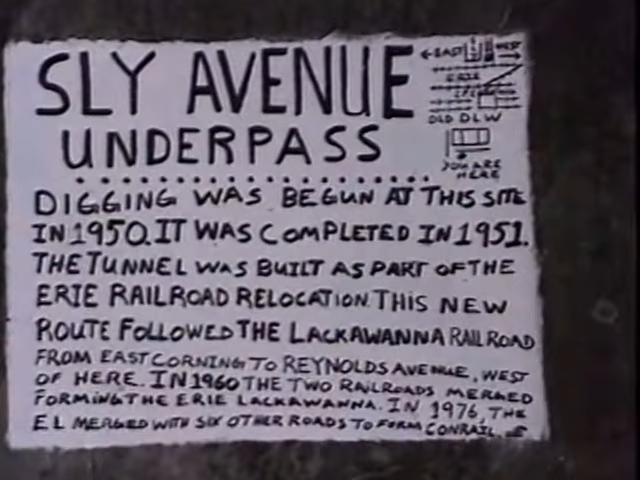 SLY AVENUE
UNDERPASS
←EAST WEST→
ERIE
OLD DLW
YOU ARE
HERE
DIGGING WAS BEGUN AT THIS SITE
IN 1950. IT WAS COMPLETED IN 1951.
THE TUNNEL WAS BUILT AS PART OF THE
ERIE RAILROAD RELOCATION. THIS NEW
ROUTE FOLLOWED THE LACKAWANNA RAILROAD
FROM EAST CORNING TO REYNOLDS AVENUE, WEST
OF HERE. IN 1960 THE TWO RAILROADS MERGED
FORMING THE ERIE LACKAWANNA. IN 1976, THE
EL MERGED WITH SIX OTHER ROADS TO FORM CONRAIL.